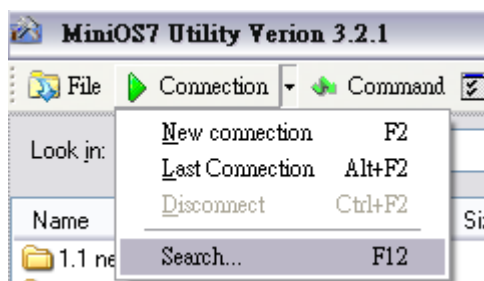 MiniOS7 Utility Verion 3.2.1
File Connection Command
New connection F2
Look in:
Last Connection Alt+F2
Disconnect Ctrl+F2
Name
Search... F12
1.1 ne